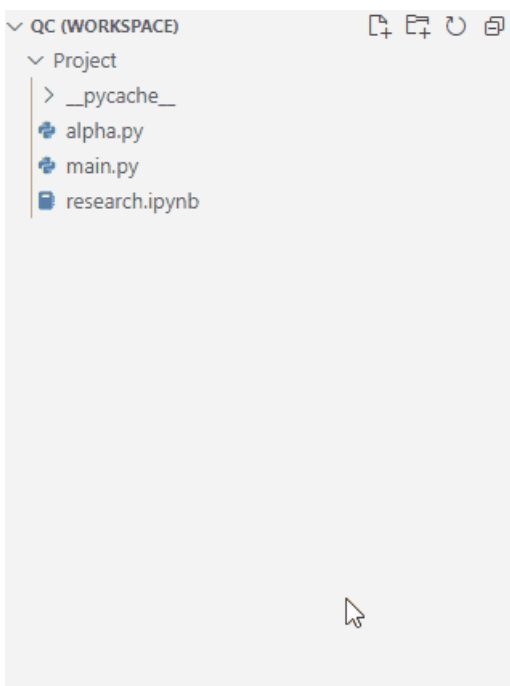 QC (WORKSPACE)
Project
__pycache__
alpha.py
main.py
research.ipynb